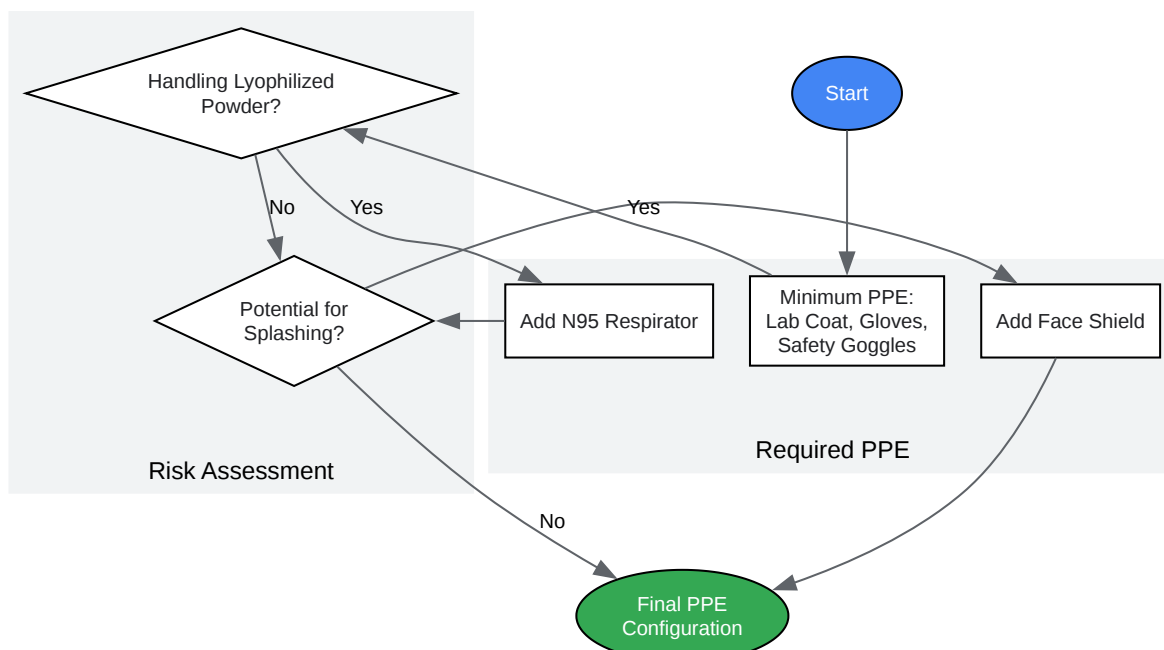 Handling Lyophilized
Powder?
Start
No
Yes
Yes
Potential for
Splashing?
Add N95 Respirator
Minimum PPE:
Lab Coat, Gloves,
Safety Goggles
Add Face Shield
Risk Assessment
Required PPE
No
Final PPE
Configuration